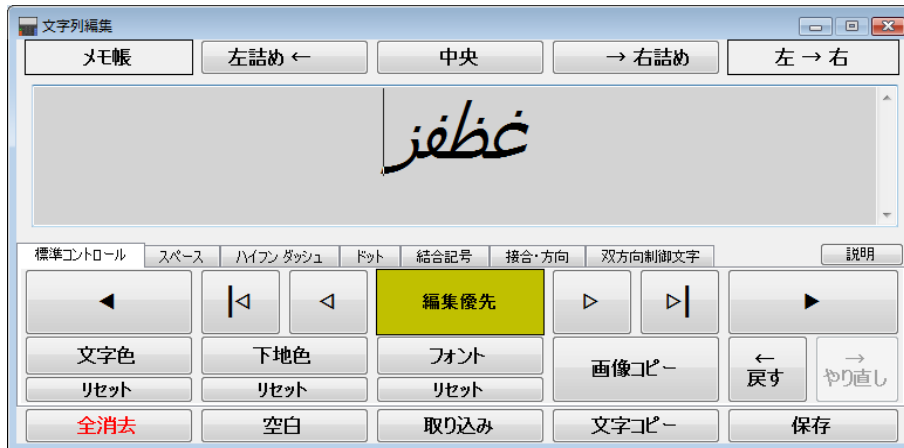 文字列編集
メモ帳 左詰め ← 中央 → 右詰め 左 → 右
غظفز
標準コントロール スペース ハイフン ダッシュ ドット 結合記号 接合・方向 双方向制御文字 説明
◀ |◁ ◁ 編集優先 ▷ ▷| ▶
文字色 下地色 フォント 画像コピー ← 戻す → やり直し
リセット リセット リセット
全消去 空白 取り込み 文字コピー 保存